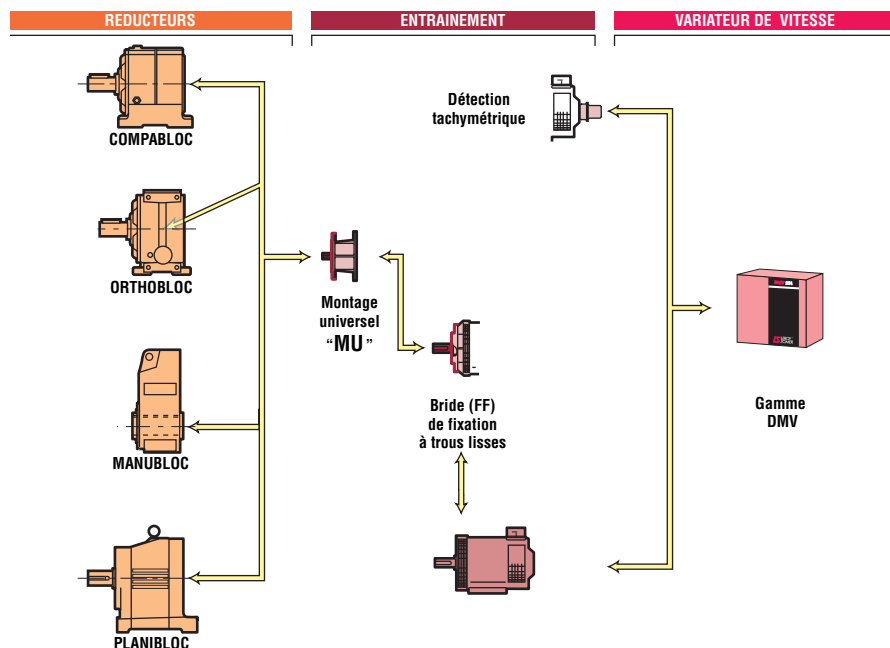 REDUCTEURS
ENTRAINEMENT
VARIATEUR DE VITESSE
COMPABLOC
ORTHOBLOC
MANUBLOC
PLANIBLOC
Détection
tachymétrique
Montage
universel
"MU"
Bride (FF)
de fixation
à trous lisses
Gamme
DMV